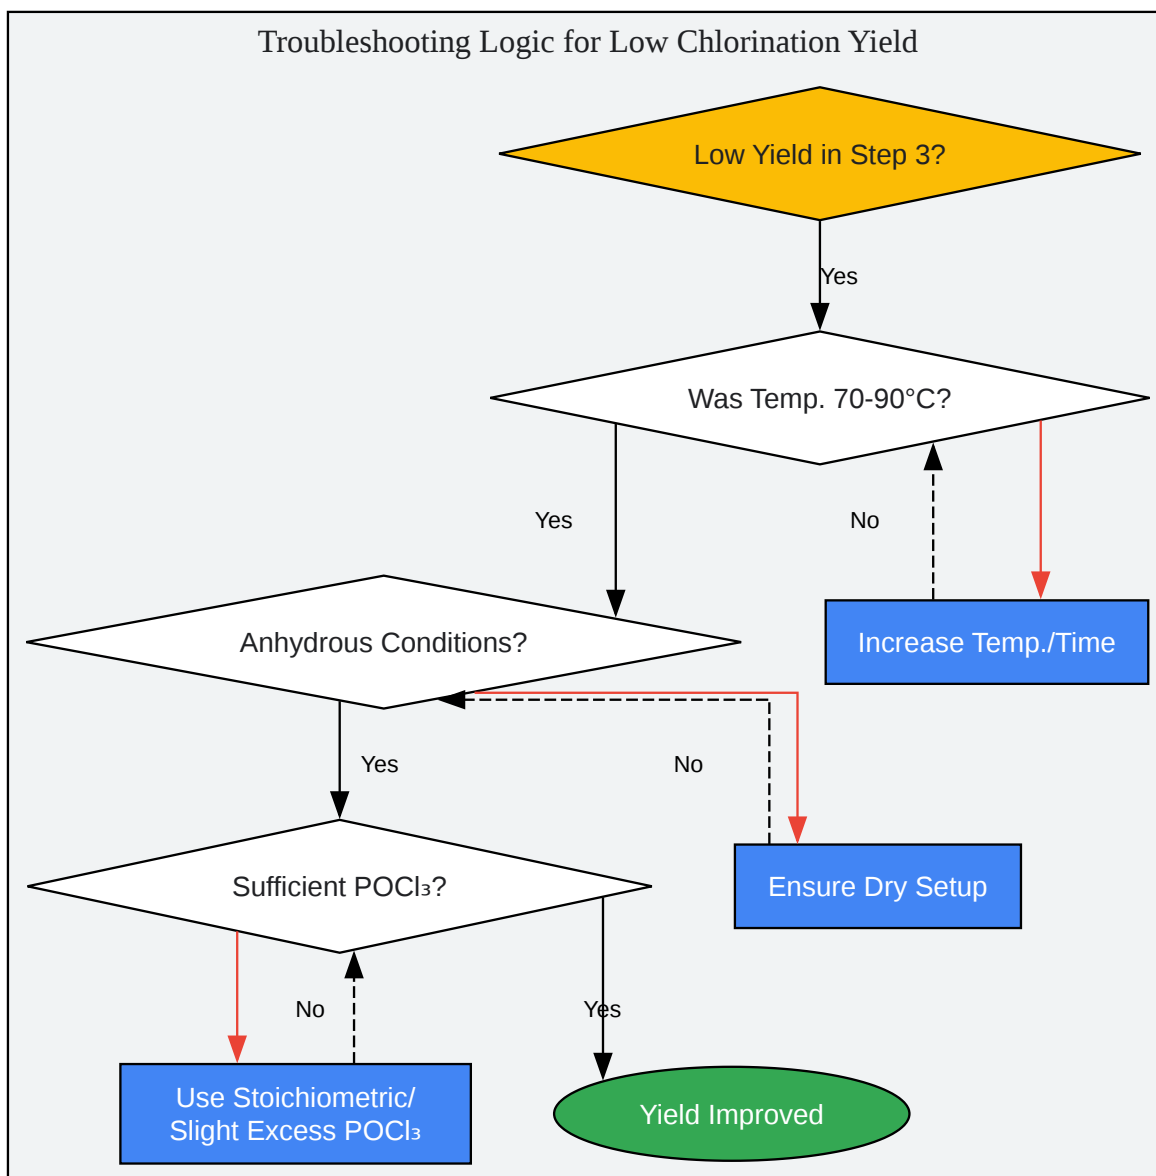 Troubleshooting Logic for Low Chlorination Yield
Low Yield in Step 3?
Yes
Was Temp. 70-90°C?
Yes
No
Increase Temp./Time
Anhydrous Conditions?
Yes
No
Sufficient POCl₃?
Ensure Dry Setup
No
Yes
Use Stoichiometric/
Slight Excess POCl₃
Yield Improved